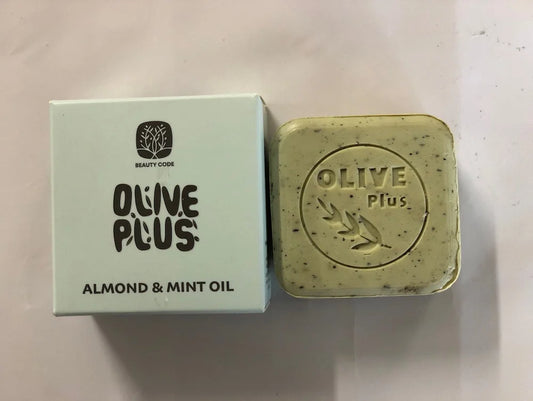 BEAUTY CODE
OLIVE
PLUS
ALMOND & MINT OIL
OLIVE
Plus